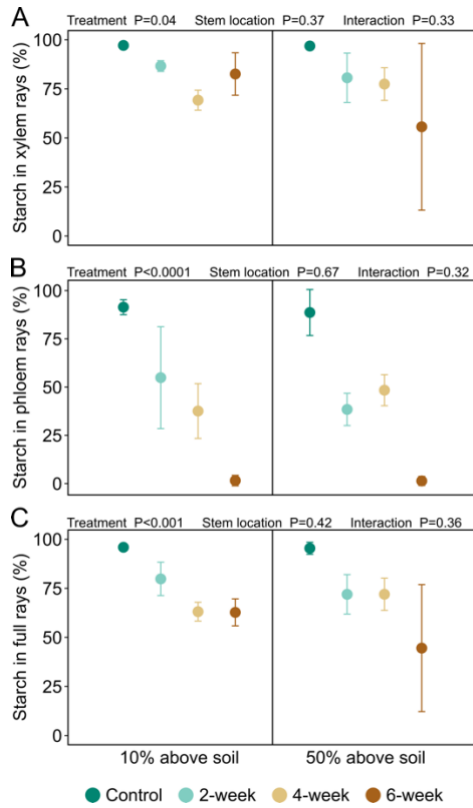 A
Treatment P=0.04 Stem location P=0.37 Interaction P=0.33
Starch in xylem rays (%)
100
75
50
25
0
B
Treatment P<0.0001 Stem location P=0.67 Interaction P=0.32
Starch in phloem rays (%)
100
75
50
25
0
C
Treatment P<0.001 Stem location P=0.42 Interaction P=0.36
Starch in full rays (%)
100
75
50
25
0
10% above soil 50% above soil
Control 2-week 4-week 6-week